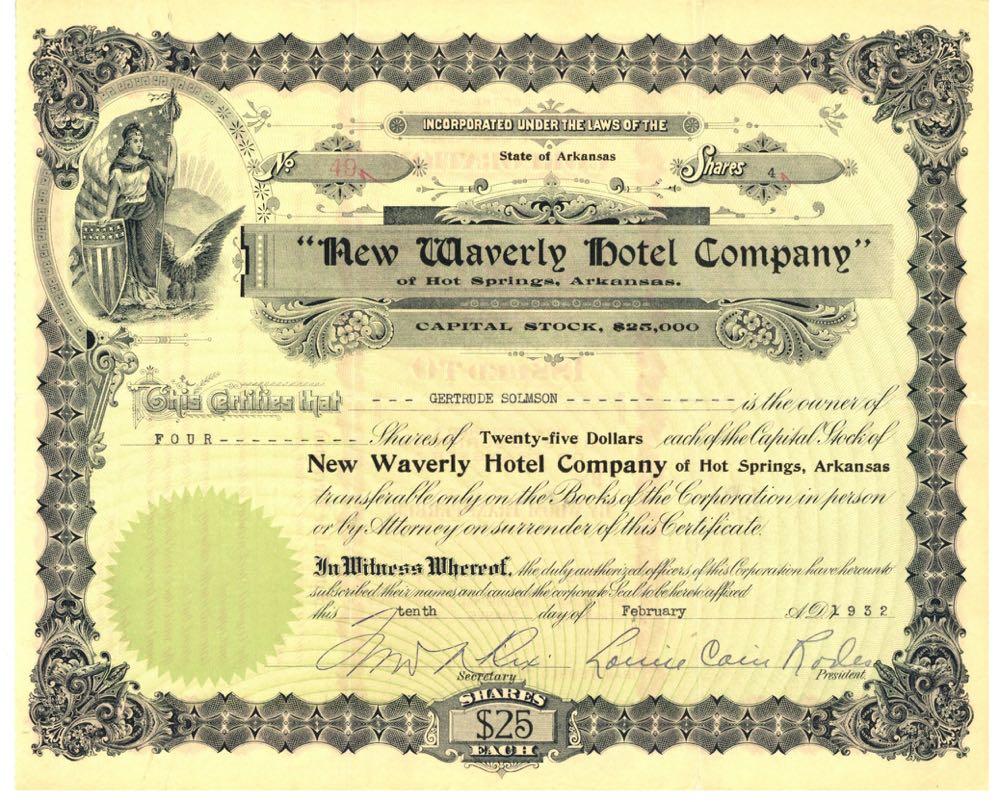 INCORPORATED UNDER THE LAWS OF THE
State of Arkansas
No 49
Shares 4
"New Waverly Hotel Company"
of Hot Springs, Arkansas.
CAPITAL STOCK, $25,000
This Certifies that --- GERTRUDE SOLMSON ------------ is the owner of
FOUR---------- Shares of Twenty-five Dollars each of the Capital Stock of
New Waverly Hotel Company of Hot Springs, Arkansas
transferable only on the Books of the Corporation in person
or by Attorney on surrender of this Certificate.
In Witness Whereof, the duly authorized officers of this Corporation have hereunto
subscribed their names and caused the corporate Seal to be hereto affixed
this tenth day of February A.D. 1932
Rix Louise Cain Rodes
Secretary President.
SHARES
$25
EACH